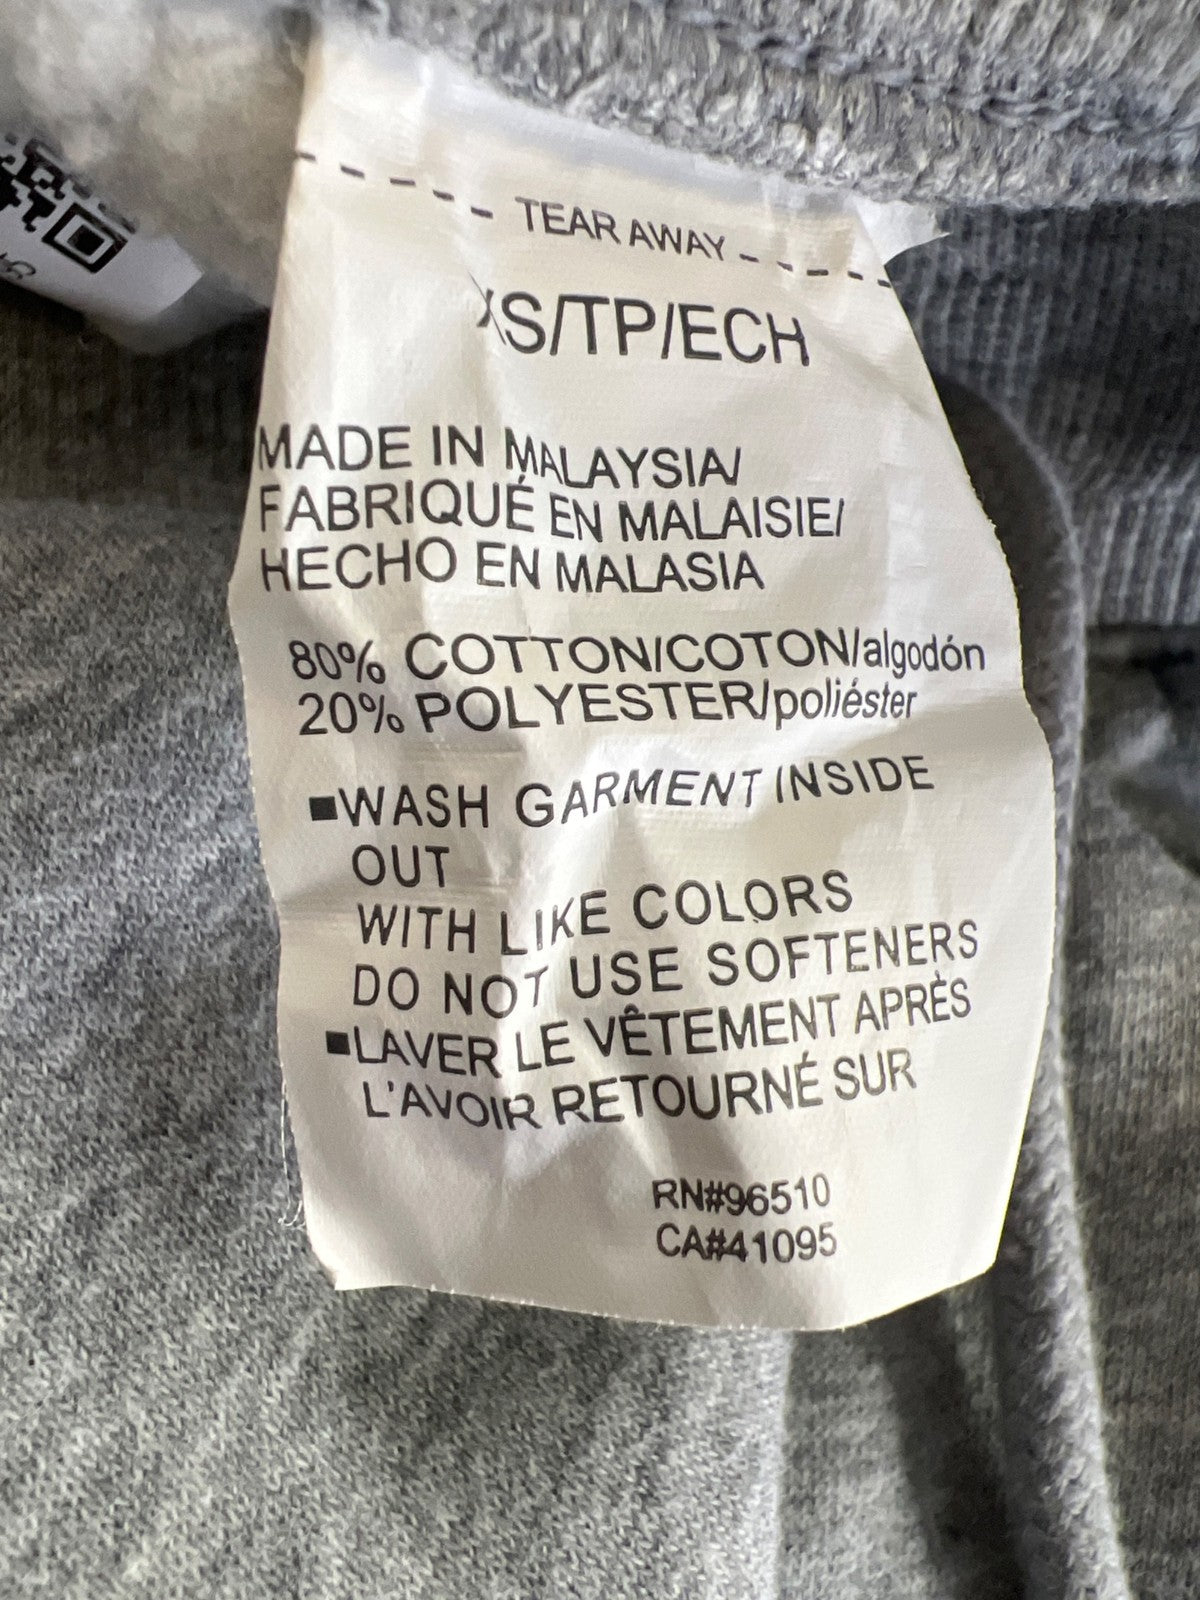 TEAR AWAY
XS/TP/ECH
MADE IN MALAYSIA/
FABRIQUÉ EN MALAISIE/
HECHO EN MALASIA
80% COTTON/COTON/algodón
20% POLYESTER/poliéster
■WASH GARMENT INSIDE
OUT
WITH LIKE COLORS
DO NOT USE SOFTENERS
■LAVER LE VÊTEMENT APRÈS
L'AVOIR RETOURNÉ SUR
RN#96510
CA#41095